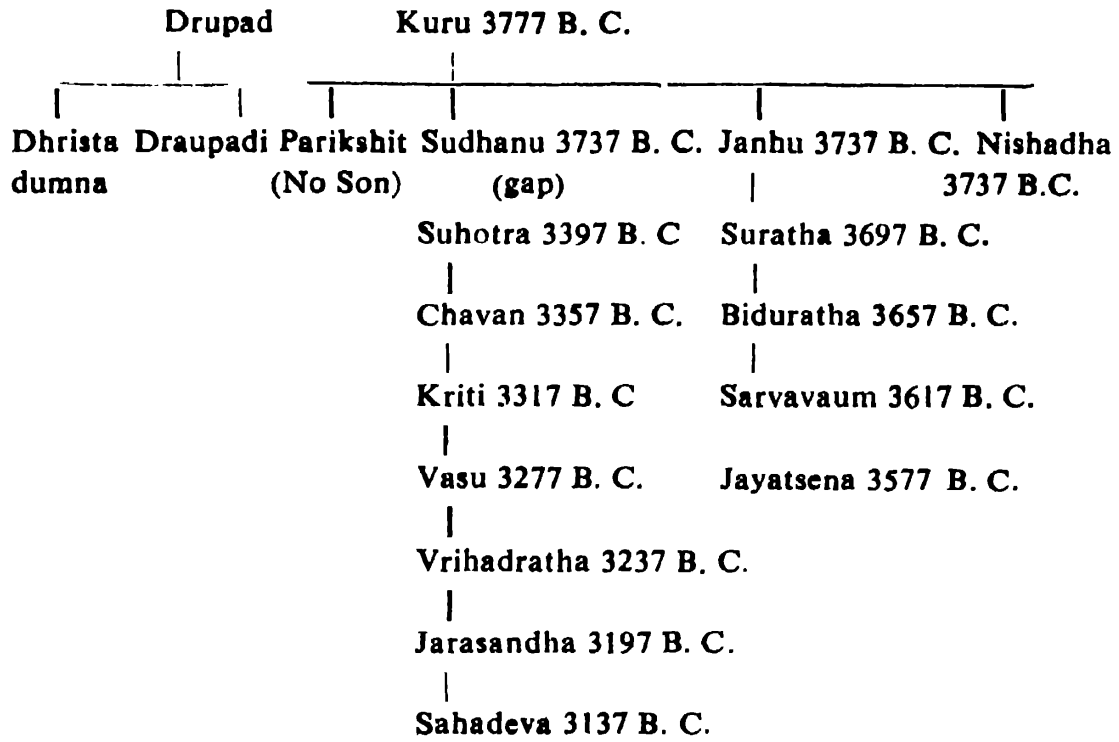 Drupad Kuru 3777 B. C.
Dhrista Draupadi Parikshit Sudhanu 3737 B. C. Janhu 3737 B. C. Nishadha
dumna (No Son) (gap) 3737 B.C.
Suhotra 3397 B. C Suratha 3697 B. C.
Chavan 3357 B. C. Biduratha 3657 B. C.
Kriti 3317 B. C Sarvavaum 3617 B. C.
Vasu 3277 B. C. Jayatsena 3577 B. C.
Vrihadratha 3237 B. C.
Jarasandha 3197 B. C.
Sahadeva 3137 B. C.